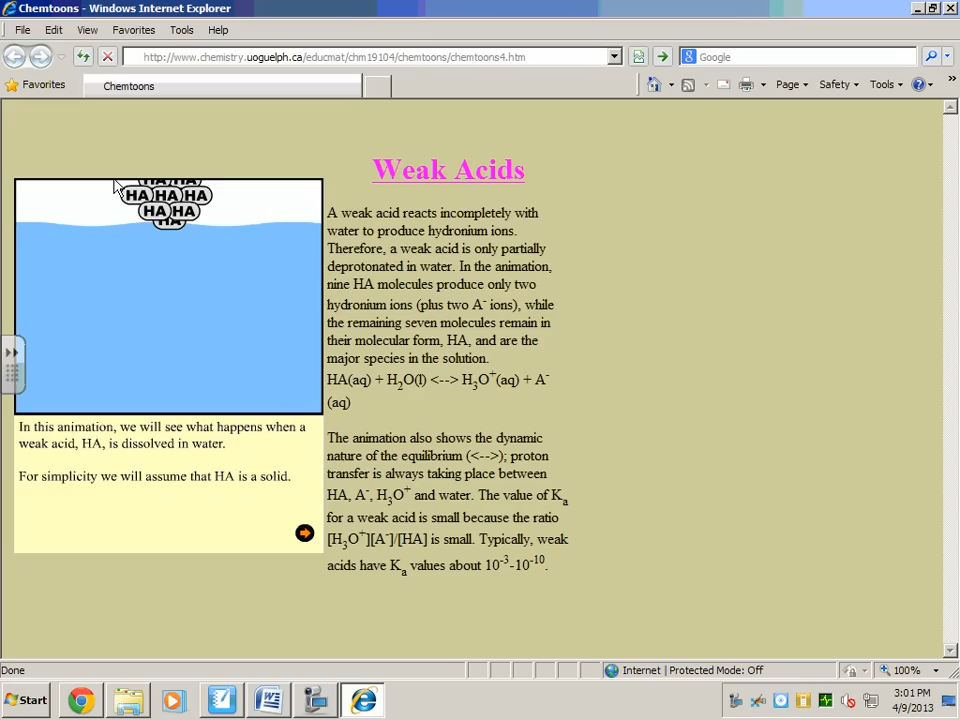 Chemtoons - Windows Internet Explorer
File Edit View Favorites Tools Help
http://www.chemistry.uoguelph.ca/educmat/chm19104/chemtoons/chemtoons4.htm
Google
Favorites
Chemtoons
Page
Safety
Tools
Weak Acids
HA HA
HA HA HA
HA HA
HA
In this animation, we will see what happens when a
weak acid, HA, is dissolved in water.
For simplicity we will assume that HA is a solid.
A weak acid reacts incompletely with
water to produce hydronium ions.
Therefore, a weak acid is only partially
deprotonated in water. In the animation,
nine HA molecules produce only two
hydronium ions (plus two A⁻ ions), while
the remaining seven molecules remain in
their molecular form, HA, and are the
major species in the solution.
HA(aq) + H₂O(l) <--> H₃O⁺(aq) + A⁻
(aq)
The animation also shows the dynamic
nature of the equilibrium (<-->); proton
transfer is always taking place between
HA, A⁻, H₃O⁺ and water. The value of Kₐ
for a weak acid is small because the ratio
[H₃O⁺][A⁻]/[HA] is small. Typically, weak
acids have Kₐ values about 10⁻³-10⁻¹⁰.
Done
Internet | Protected Mode: Off
100%
Start
3:01 PM
4/9/2013